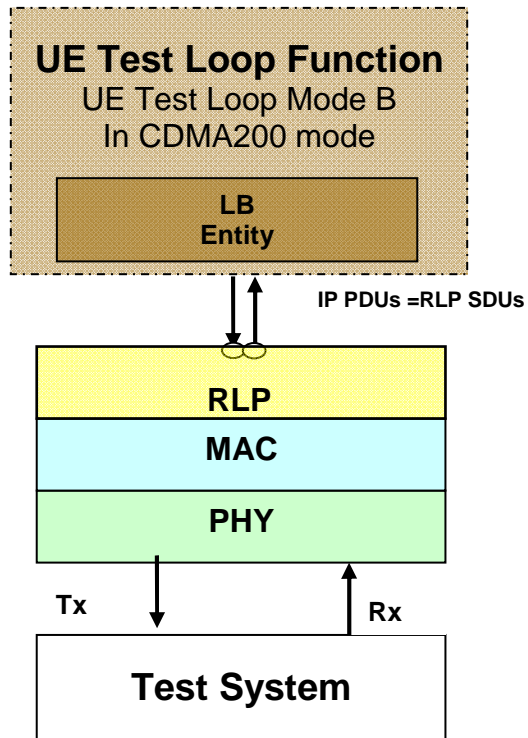 UE Test Loop Function
UE Test Loop Mode B
In CDMA200 mode
LB
Entity
IP PDUs =RLP SDUs
RLP
MAC
PHY
Tx
Rx
Test System